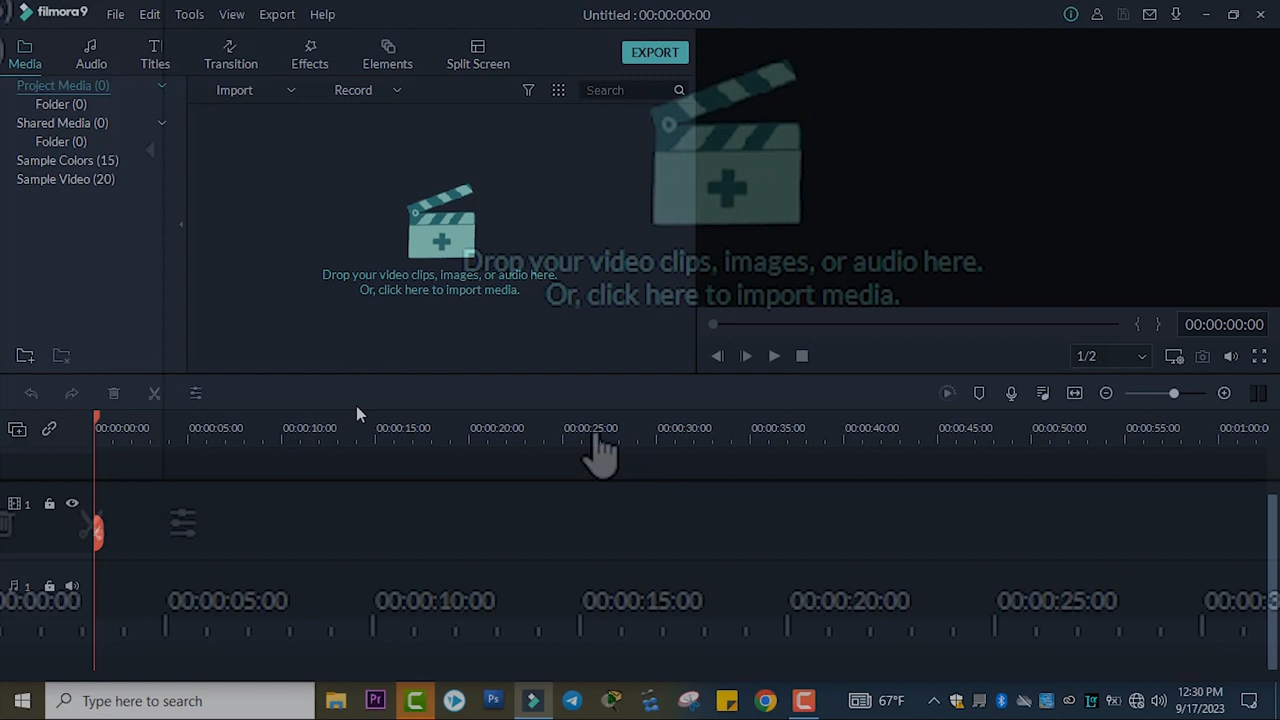 filmora9
File Edit Tools View Export Help
Untitled : 00:00:00:00
Media Audio Titles Transition Effects Elements Split Screen
EXPORT
Project Media (0)
Folder (0)
Shared Media (0)
Folder (0)
Sample Colors (15)
Sample Video (20)
Import Record Search
Drop your video clips, images, or audio here.
Or, click here to import media.
Drop your video clips, images, or audio here.
Or, click here to import media.
00:00:00:00
1/2
00:00:00:00 00:00:05:00 00:00:10:00 00:00:15:00 00:00:20:00 00:00:25:00 00:00:30:00 00:00:35:00 00:00:40:00 00:00:45:00 00:00:50:00 00:00:55:00 00:01:00:0
1
1
00:00:05:00 00:00:10:00 00:00:15:00 00:00:20:00 00:00:25:00
Type here to search
Pr
Ps
67°F
12:30 PM
9/17/2023